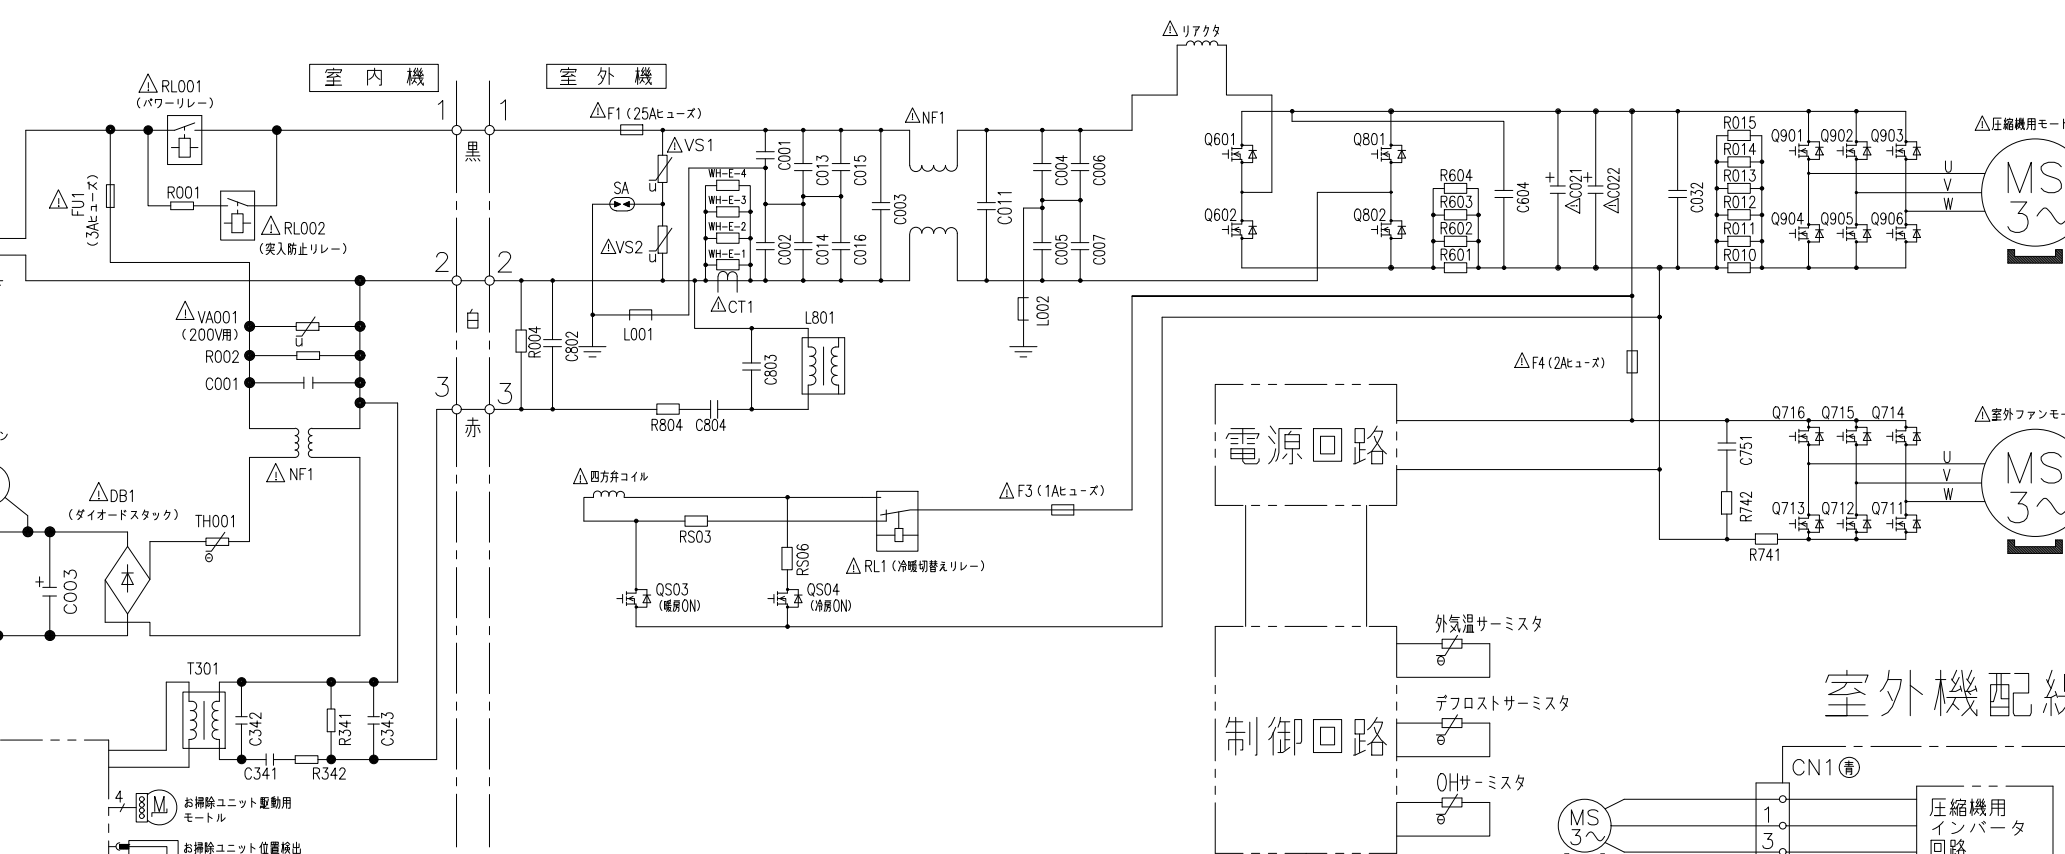 ⚠リアクタ
室内機
室外機
⚠RL001
(パワーリレー)
1
1
黒
⚠F1(25Aヒューズ)
⚠NF1
⚠VS1
SA
⚠VS2
WH-E-4
WH-E-3
WH-E-2
WH-E-1
⚠CT1
C001
C002
C013
C014
C015
C016
C003
C011
C004
C005
C006
C007
L001
L002
Q601
Q602
Q801
Q802
R604
R603
R602
R601
C604
⚠C021
⚠C022
C032
R015
R014
R013
R012
R011
R010
Q901
Q902
Q903
Q904
Q905
Q906
⚠圧縮機用モート
U
V
W
MS
3～
⚠FU1
(3Aヒューズ)
R001
⚠RL002
(突入防止リレー)
2
2
白
⚠VA001
(200V用)
R002
C001
3
3
赤
R004
C802
C803
L801
R804
C804
⚠NF1
⚠DB1
(ダイオードスタック)
TH001
C003
⚠四方弁コイル
RS03
RS06
QS03
(暖房ON)
QS04
(冷房ON)
⚠RL1(冷暖切替えリレー)
⚠F3(1Aヒューズ)
⚠F4(2Aヒューズ)
電源回路
C751
R742
R741
Q716
Q715
Q714
Q713
Q712
Q711
⚠室外ファンモー
U
V
W
MS
3～
T301
C342
C341
R341
R342
C343
4
M
お掃除ユニット駆動用
モートル
お掃除ユニット位置検出
制御回路
外気温サーミスタ
デフロストサーミスタ
OHサーミスタ
室外機配線
CN1 青
1
3
MS
3～
圧縮機用
インバータ
回路